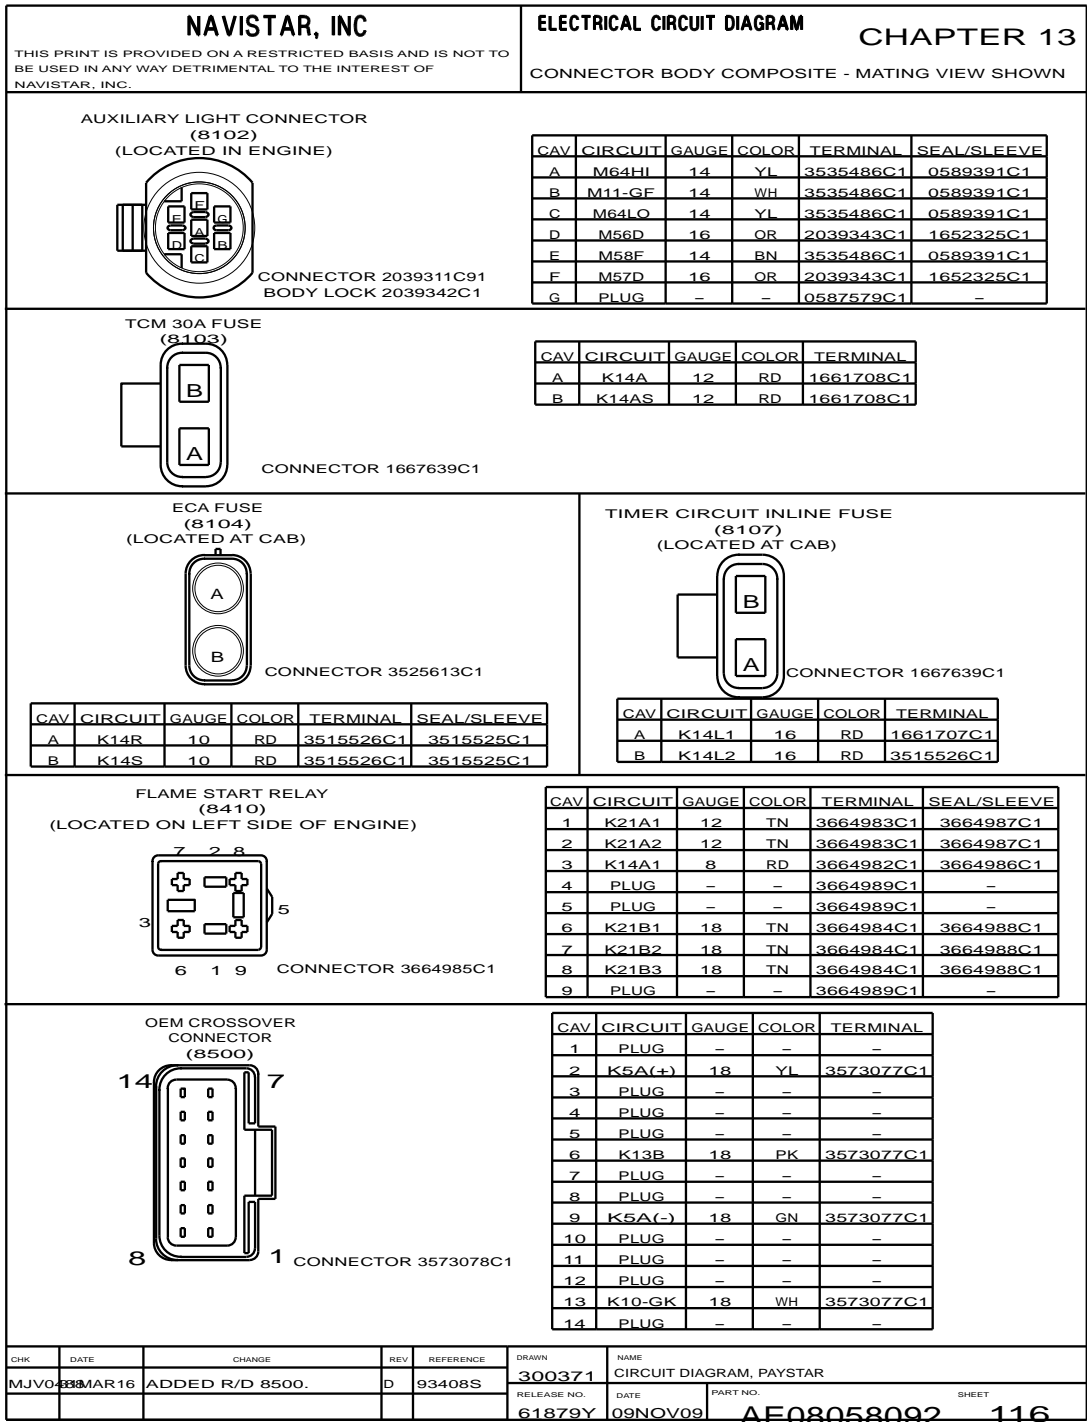 NAVISTAR, INC
THIS PRINT IS PROVIDED ON A RESTRICTED BASIS AND IS NOT TO
BE USED IN ANY WAY DETRIMENTAL TO THE INTEREST OF
NAVISTAR, INC.
ELECTRICAL CIRCUIT DIAGRAM
CHAPTER 13
CONNECTOR BODY COMPOSITE - MATING VIEW SHOWN
AUXILIARY LIGHT CONNECTOR
(8102)
(LOCATED IN ENGINE)
F
E G
A
D B
C
CONNECTOR 2039311C91
BODY LOCK 2039342C1
CAV CIRCUIT GAUGE COLOR TERMINAL SEAL/SLEEVE
A M64HI 14 YL 3535486C1 0589391C1
B M11-GF 14 WH 3535486C1 0589391C1
C M64LO 14 YL 3535486C1 0589391C1
D M56D 16 OR 2039343C1 1652325C1
E M58F 14 BN 3535486C1 0589391C1
F M57D 16 OR 2039343C1 1652325C1
G PLUG – – 0587579C1 –
TCM 30A FUSE
(8103)
B
A
CONNECTOR 1667639C1
CAV CIRCUIT GAUGE COLOR TERMINAL
A K14A 12 RD 1661708C1
B K14AS 12 RD 1661708C1
ECA FUSE
(8104)
(LOCATED AT CAB)
A
B
CONNECTOR 3525613C1
CAV CIRCUIT GAUGE COLOR TERMINAL SEAL/SLEEVE
A K14R 10 RD 3515526C1 3515525C1
B K14S 10 RD 3515526C1 3515525C1
TIMER CIRCUIT INLINE FUSE
(8107)
(LOCATED AT CAB)
B
A
CONNECTOR 1667639C1
CAV CIRCUIT GAUGE COLOR TERMINAL
A K14L1 16 RD 1661707C1
B K14L2 16 RD 3515526C1
FLAME START RELAY
(8410)
(LOCATED ON LEFT SIDE OF ENGINE)
7 2 8
5
3
6 1 9
CONNECTOR 3664985C1
CAV CIRCUIT GAUGE COLOR TERMINAL SEAL/SLEEVE
1 K21A1 12 TN 3664983C1 3664987C1
2 K21A2 12 TN 3664983C1 3664987C1
3 K14A1 8 RD 3664982C1 3664986C1
4 PLUG – – 3664989C1 –
5 PLUG – – 3664989C1 –
6 K21B1 18 TN 3664984C1 3664988C1
7 K21B2 18 TN 3664984C1 3664988C1
8 K21B3 18 TN 3664984C1 3664988C1
9 PLUG – – 3664989C1 –
OEM CROSSOVER
CONNECTOR
(8500)
14 7
8 1
CONNECTOR 3573078C1
CAV CIRCUIT GAUGE COLOR TERMINAL
1 PLUG – – –
2 K5A(+) 18 YL 3573077C1
3 PLUG – – –
4 PLUG – – –
5 PLUG – – –
6 K13B 18 PK 3573077C1
7 PLUG – – –
8 PLUG – – –
9 K5A(-) 18 GN 3573077C1
10 PLUG – – –
11 PLUG – – –
12 PLUG – – –
13 K10-GK 18 WH 3573077C1
14 PLUG – – –
CHK DATE CHANGE REV REFERENCE
ADDED R/D 8500. D 93408S
DRAWN
300371
NAME
CIRCUIT DIAGRAM, PAYSTAR
RELEASE NO.
61879Y
DATE
09NOV09
PART NO.
AE08058092
SHEET
116